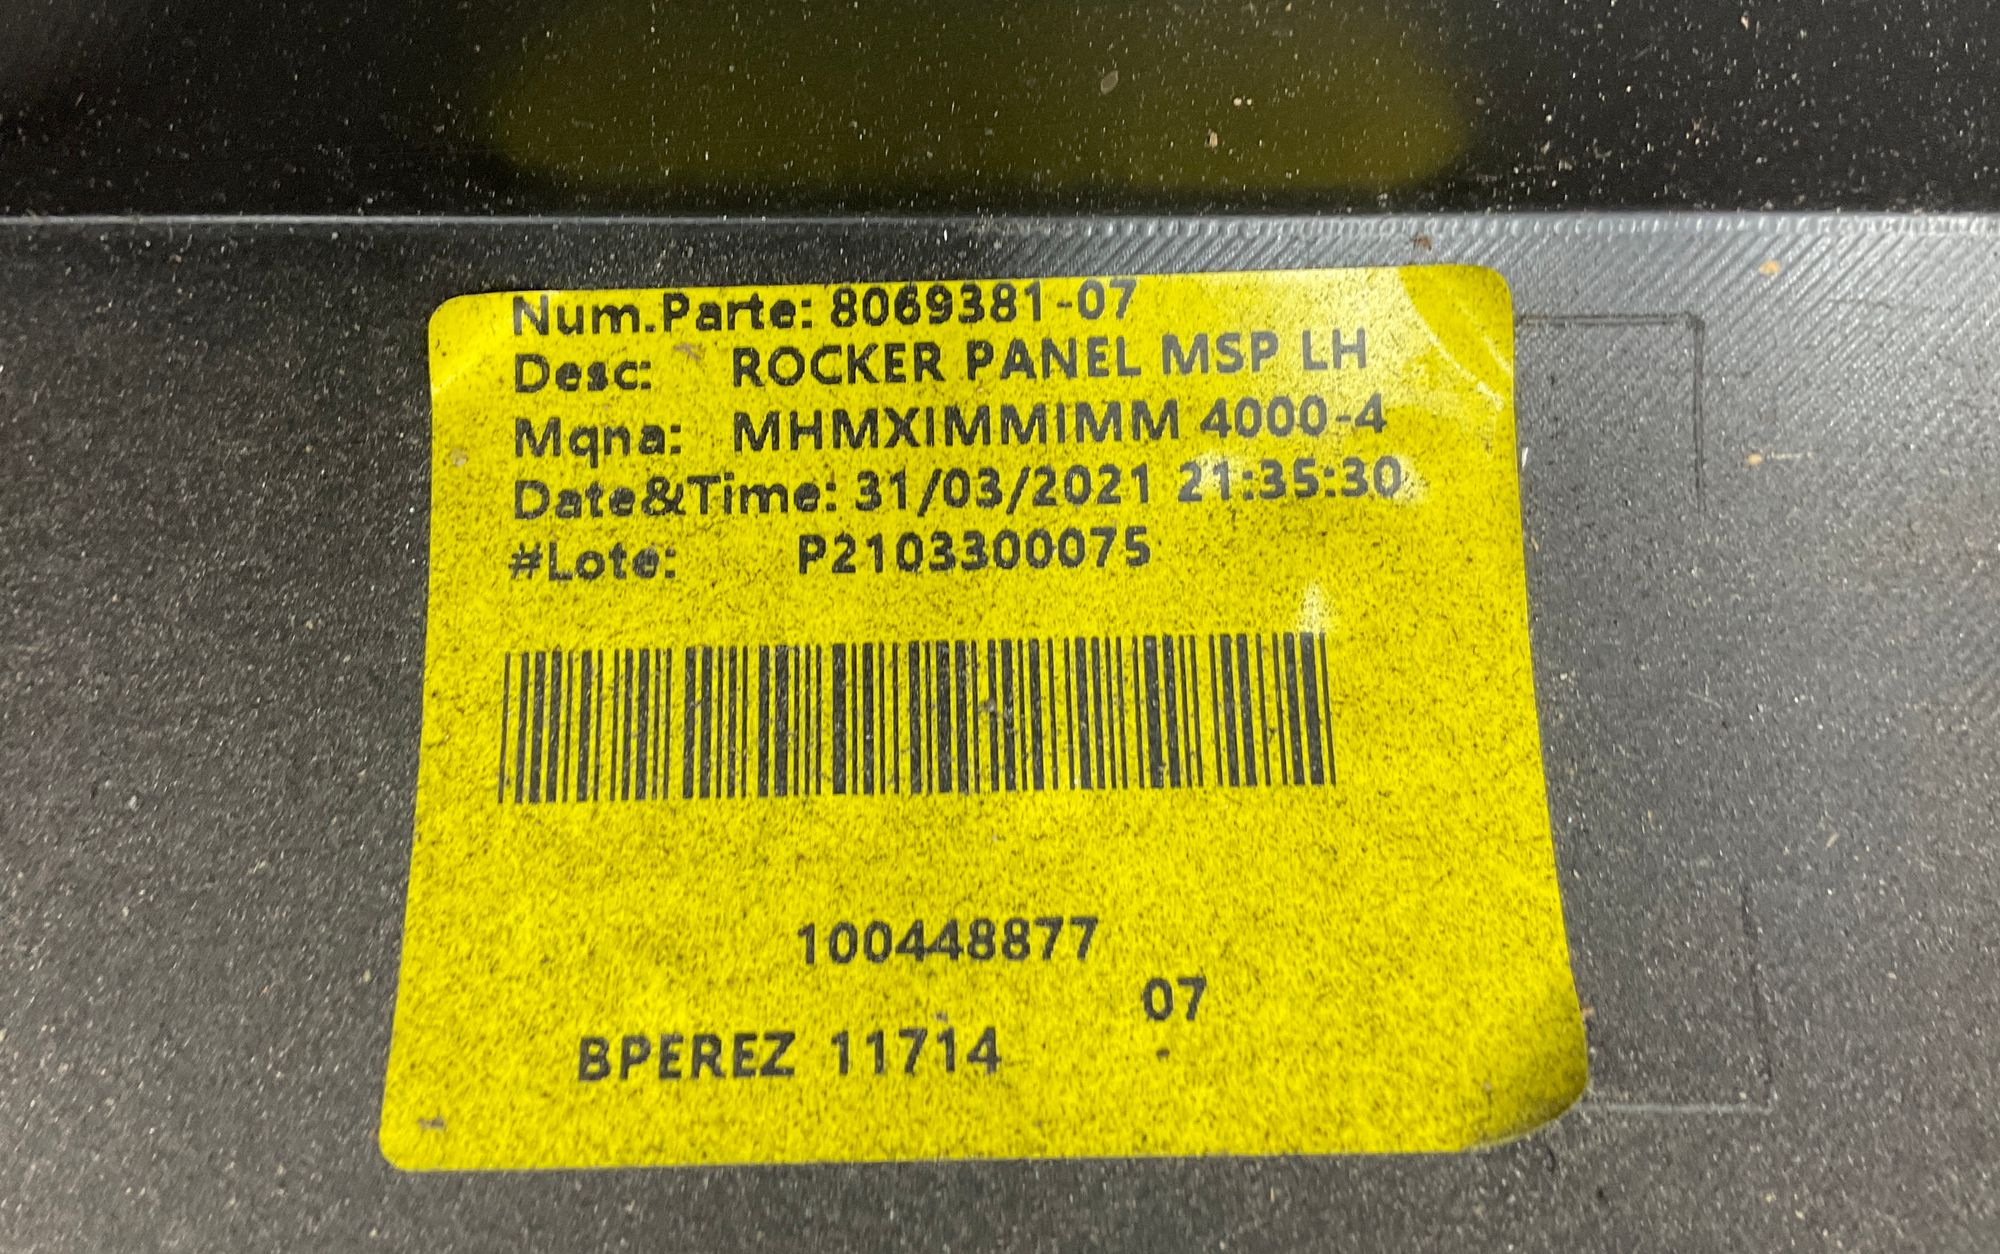 Num.Parte: 8069381-07
Desc: ROCKER PANEL MSP LH
Mqna: MHMXIMMIMM 4000-4
Date&Time: 31/03/2021 21:35:30
#Lote: P2103300075
100448877
07
BPEREZ 11714 -